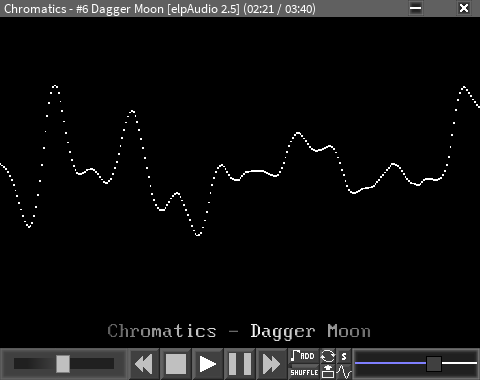 Chromatics - #6 Dagger Moon [elpAudio 2.5] (02:21 / 03:40)
Chromatics - Dagger Moon
ADD
S
SHUFFLE